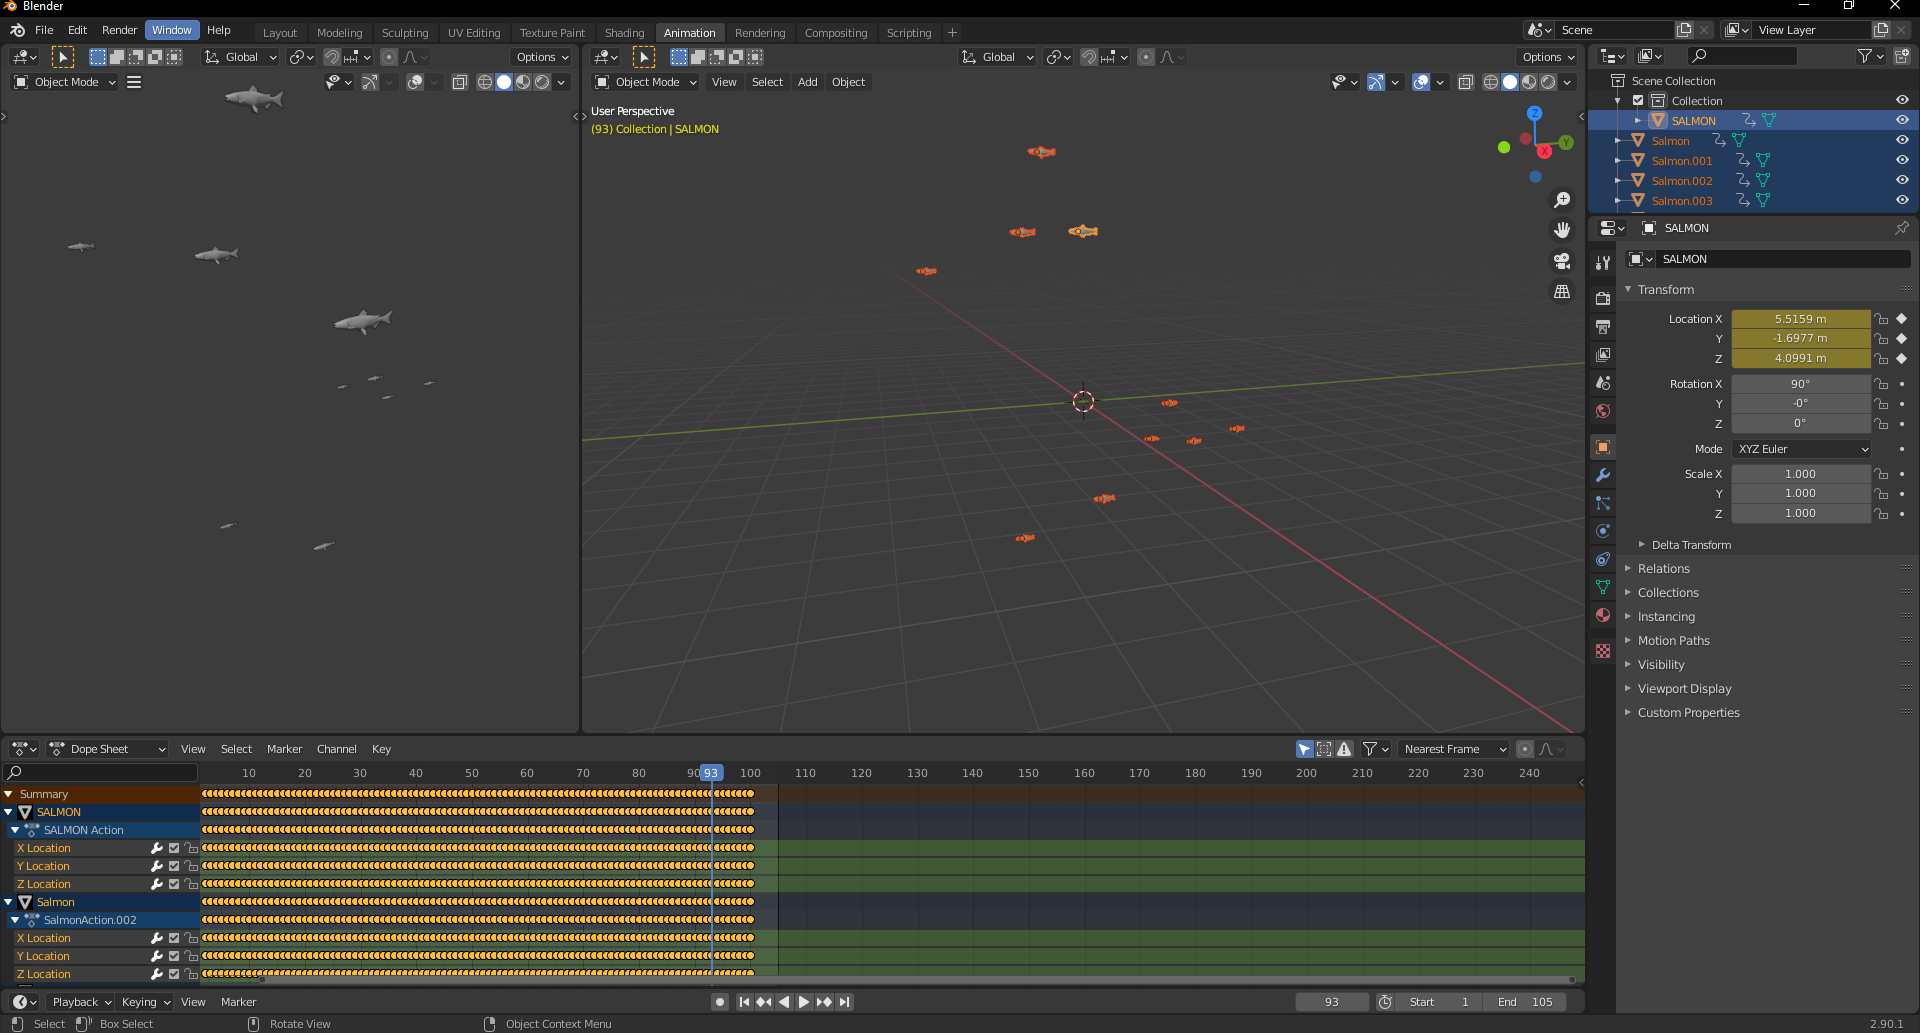 Blender
File Edit Render Window Help
Layout Modeling Sculpting UV Editing Texture Paint Shading Animation Rendering Compositing Scripting +
Scene
View Layer
Global
Options
Object Mode
Global
Options
Object Mode View Select Add Object
User Perspective
(93) Collection | SALMON
Z
Y
X
Scene Collection
Collection
SALMON
Salmon
Salmon.001
Salmon.002
Salmon.003
SALMON
SALMON
Transform
Location X 5.5159 m
Y -1.6977 m
Z 4.0991 m
Rotation X 90°
Y -0°
Z 0°
Mode XYZ Euler
Scale X 1.000
Y 1.000
Z 1.000
Delta Transform
Relations
Collections
Instancing
Motion Paths
Visibility
Viewport Display
Custom Properties
Dope Sheet View Select Marker Channel Key
Nearest Frame
10 20 30 40 50 60 70 80 90 93 100 110 120 130 140 150 160 170 180 190 200 210 220 230 240
Summary
SALMON
SALMON Action
X Location
Y Location
Z Location
Salmon
SalmonAction.002
X Location
Y Location
Z Location
Playback Keying View Marker
93
Start 1
End 105
Select Box Select Rotate View Object Context Menu
2.90.1